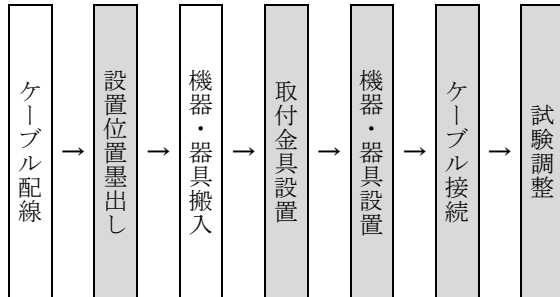 ケーブル配線
→
設置位置墨出し
→
機器・器具搬入
→
取付金具設置
→
機器・器具設置
→
ケーブル接続
→
試験調整